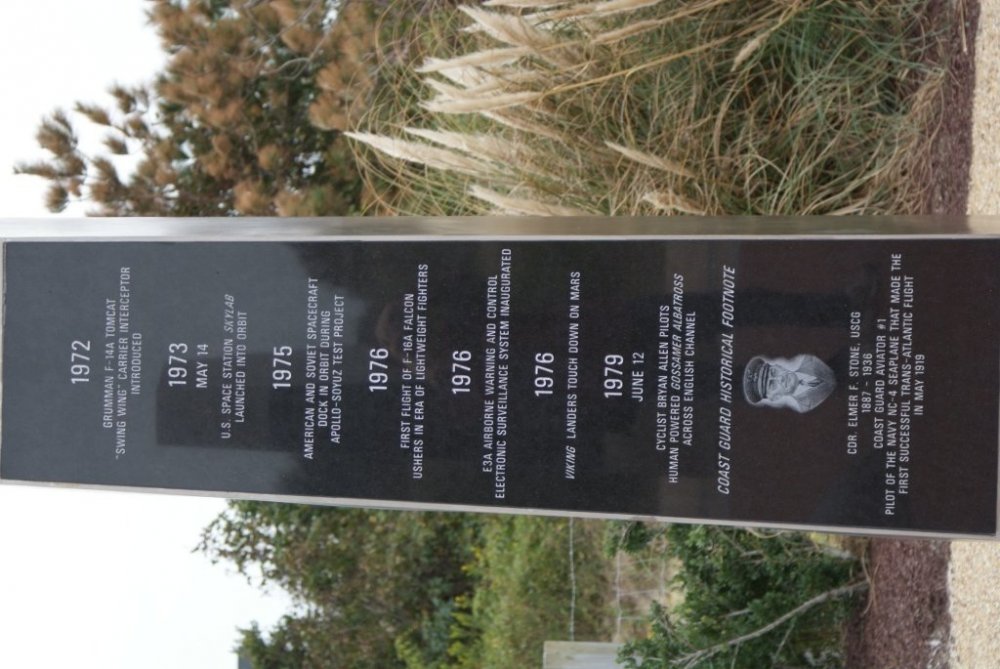 1972
GRUMMAN F-14A TOMCAT
"SWING WING" CARRIER INTERCEPTOR
INTRODUCED
1973
MAY 14
U.S. SPACE STATION SKYLAB
LAUNCHED INTO ORBIT
1975
AMERICAN AND SOVIET SPACECRAFT
DOCK IN ORBIT DURING
APOLLO-SOYUZ TEST PROJECT
1976
FIRST FLIGHT OF F-16A FALCON
USHERS IN ERA OF LIGHTWEIGHT FIGHTERS
1976
E3A AIRBORNE WARNING AND CONTROL
ELECTRONIC SURVEILLANCE SYSTEM INAUGURATED
1976
VIKING LANDERS TOUCH DOWN ON MARS
1979
JUNE 12
CYCLIST BRYAN ALLEN PILOTS
HUMAN POWERED GOSSAMER ALBATROSS
ACROSS ENGLISH CHANNEL
COAST GUARD HISTORICAL FOOTNOTE
CDR. ELMER F. STONE, USCG
1887 - 1936
COAST GUARD AVIATOR #1
PILOT OF THE NAVY NC-4 SEAPLANE THAT MADE THE
FIRST SUCCESSFUL TRANS-ATLANTIC FLIGHT
IN MAY 1919